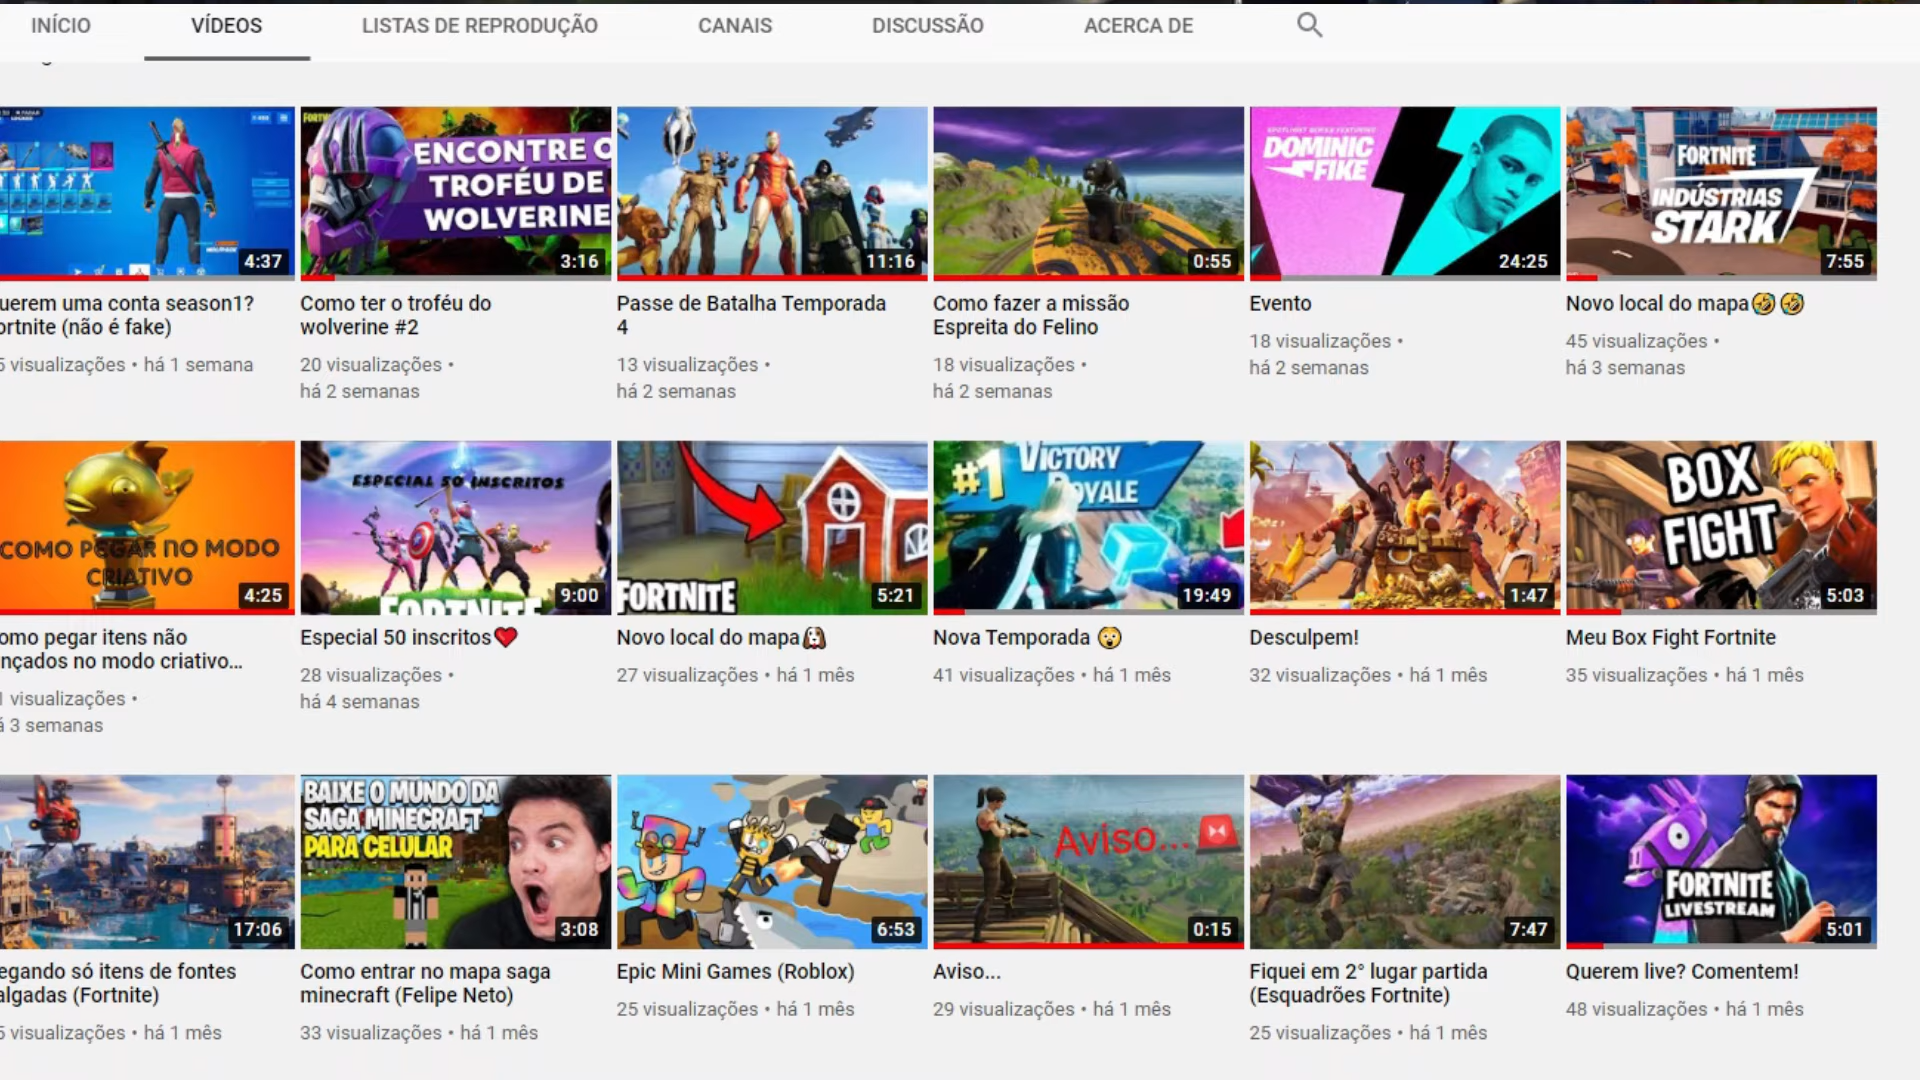 INÍCIO VÍDEOS LISTAS DE REPRODUÇÃO CANAIS DISCUSSÃO ACERCA DE
4:37
ENCONTRE O
TROFÉU DE
WOLVERINE
3:16
11:16
0:55
SPOTLIGHT SERIES FEATURING
DOMINIC
FIKE
24:25
FORTNITE
INDÚSTRIAS
STARK
7:55
uerem uma conta season1?
ortnite (não é fake)
visualizações • há 1 semana
Como ter o troféu do
wolverine #2
20 visualizações •
há 2 semanas
Passe de Batalha Temporada
4
13 visualizações •
há 2 semanas
Como fazer a missão
Espreita do Felino
18 visualizações •
há 2 semanas
Evento
18 visualizações •
há 2 semanas
Novo local do mapa🤣🤣
45 visualizações •
há 3 semanas
COMO PEGAR NO MODO
CRIATIVO
4:25
ESPECIAL 50 INSCRITOS
FORTNITE
9:00
FORTNITE
5:21
#1 VICTORY
ROYALE
19:49
1:47
BOX
FIGHT
5:03
omo pegar itens não
nçados no modo criativo...
visualizações •
á 3 semanas
Especial 50 inscritos❤️
28 visualizações •
há 4 semanas
Novo local do mapa🐶
27 visualizações • há 1 mês
Nova Temporada 😲
41 visualizações • há 1 mês
Desculpem!
32 visualizações • há 1 mês
Meu Box Fight Fortnite
35 visualizações • há 1 mês
17:06
BAIXE O MUNDO DA
SAGA MINECRAFT
PARA CELULAR
3:08
6:53
Aviso...
0:15
7:47
FORTNITE
LIVESTREAM
5:01
egando só itens de fontes
algadas (Fortnite)
visualizações • há 1 mês
Como entrar no mapa saga
minecraft (Felipe Neto)
33 visualizações • há 1 mês
Epic Mini Games (Roblox)
25 visualizações • há 1 mês
Aviso...
29 visualizações • há 1 mês
Fiquei em 2° lugar partida
(Esquadrões Fortnite)
25 visualizações • há 1 mês
Querem live? Comentem!
48 visualizações • há 1 mês